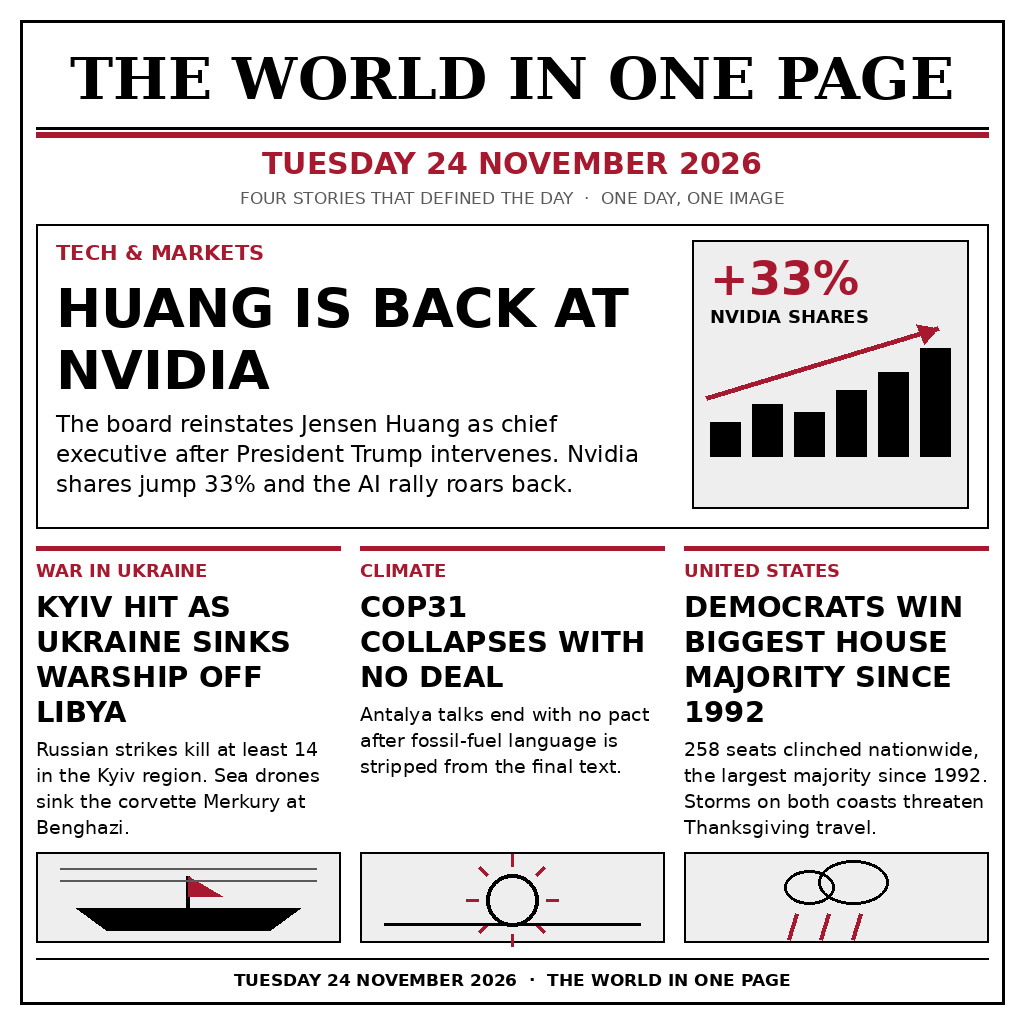 THE WORLD IN ONE PAGE
TUESDAY 24 NOVEMBER 2026
FOUR STORIES THAT DEFINED THE DAY · ONE DAY, ONE IMAGE
TECH & MARKETS
HUANG IS BACK AT
NVIDIA
The board reinstates Jensen Huang as chief
executive after President Trump intervenes. Nvidia
shares jump 33% and the AI rally roars back.
+33%
NVIDIA SHARES
WAR IN UKRAINE
KYIV HIT AS
UKRAINE SINKS
WARSHIP OFF
LIBYA
Russian strikes kill at least 14
in the Kyiv region. Sea drones
sink the corvette Merkury at
Benghazi.
CLIMATE
COP31
COLLAPSES WITH
NO DEAL
Antalya talks end with no pact
after fossil-fuel language is
stripped from the final text.
UNITED STATES
DEMOCRATS WIN
BIGGEST HOUSE
MAJORITY SINCE
1992
258 seats clinched nationwide,
the largest majority since 1992.
Storms on both coasts threaten
Thanksgiving travel.
TUESDAY 24 NOVEMBER 2026 · THE WORLD IN ONE PAGE